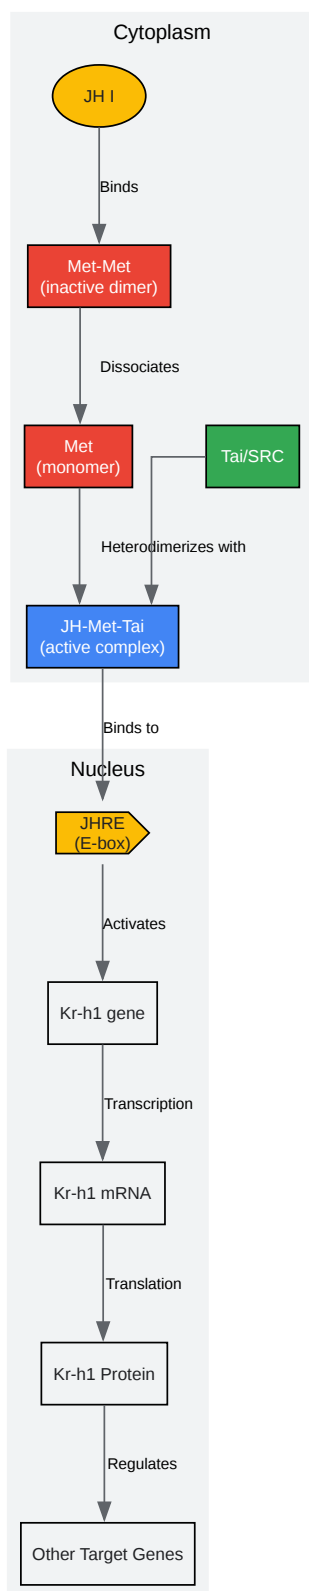 Cytoplasm
JH I
Binds
Met-Met
(inactive dimer)
Dissociates
Met
(monomer)
Tai/SRC
Heterodimerizes with
JH-Met-Tai
(active complex)
Binds to
Nucleus
JHRE
(E-box)
Activates
Kr-h1 gene
Transcription
Kr-h1 mRNA
Translation
Kr-h1 Protein
Regulates
Other Target Genes